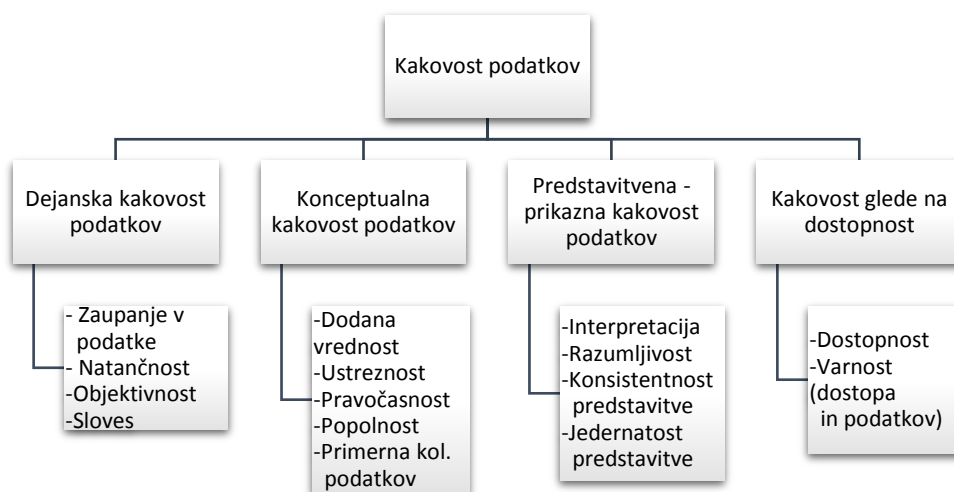 Kakovost podatkov
Dejanska kakovost
podatkov
Konceptualna
kakovost podatkov
Predstavitvena -
prikazna kakovost
podatkov
Kakovost glede na
dostopnost
- Zaupanje v
podatke
- Natančnost
-Objektivnost
-Sloves
-Dodana
vrednost
-Ustreznost
-Pravočasnost
-Popolnost
-Primerna kol.
podatkov
-Interpretacija
-Razumljivost
-Konsistentnost
predstavitve
-Jedernatost
predstavitve
-Dostopnost
-Varnost
(dostopa
in podatkov)